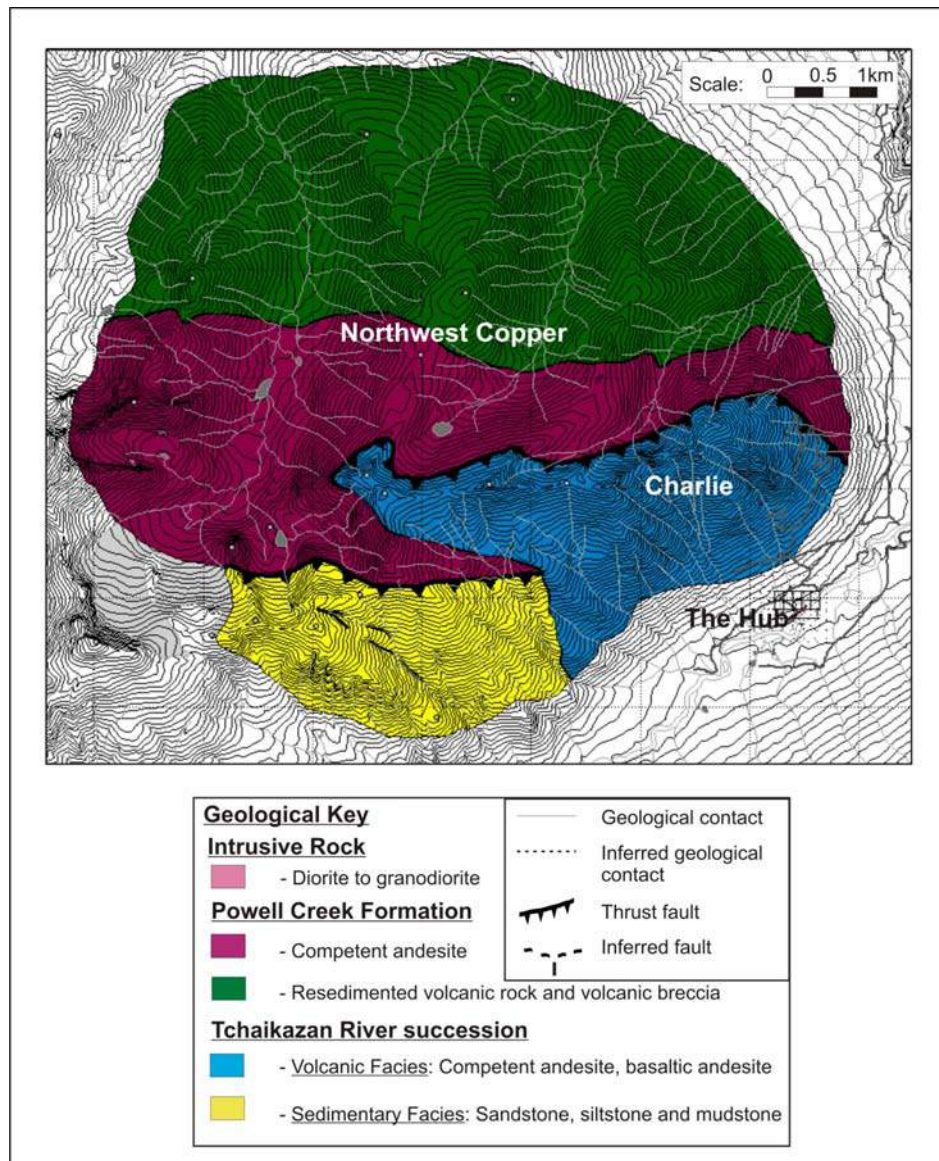 Scale: 0 0.5 1km
Northwest Copper
Charlie
The Hub
Geological Key
Intrusive Rock
- Diorite to granodiorite
Powell Creek Formation
- Competent andesite
- Resedimented volcanic rock and volcanic breccia
Tchaikazan River succession
- Volcanic Facies: Competent andesite, basaltic andesite
- Sedimentary Facies: Sandstone, siltstone and mudstone
Geological contact
Inferred geological
contact
Thrust fault
Inferred fault